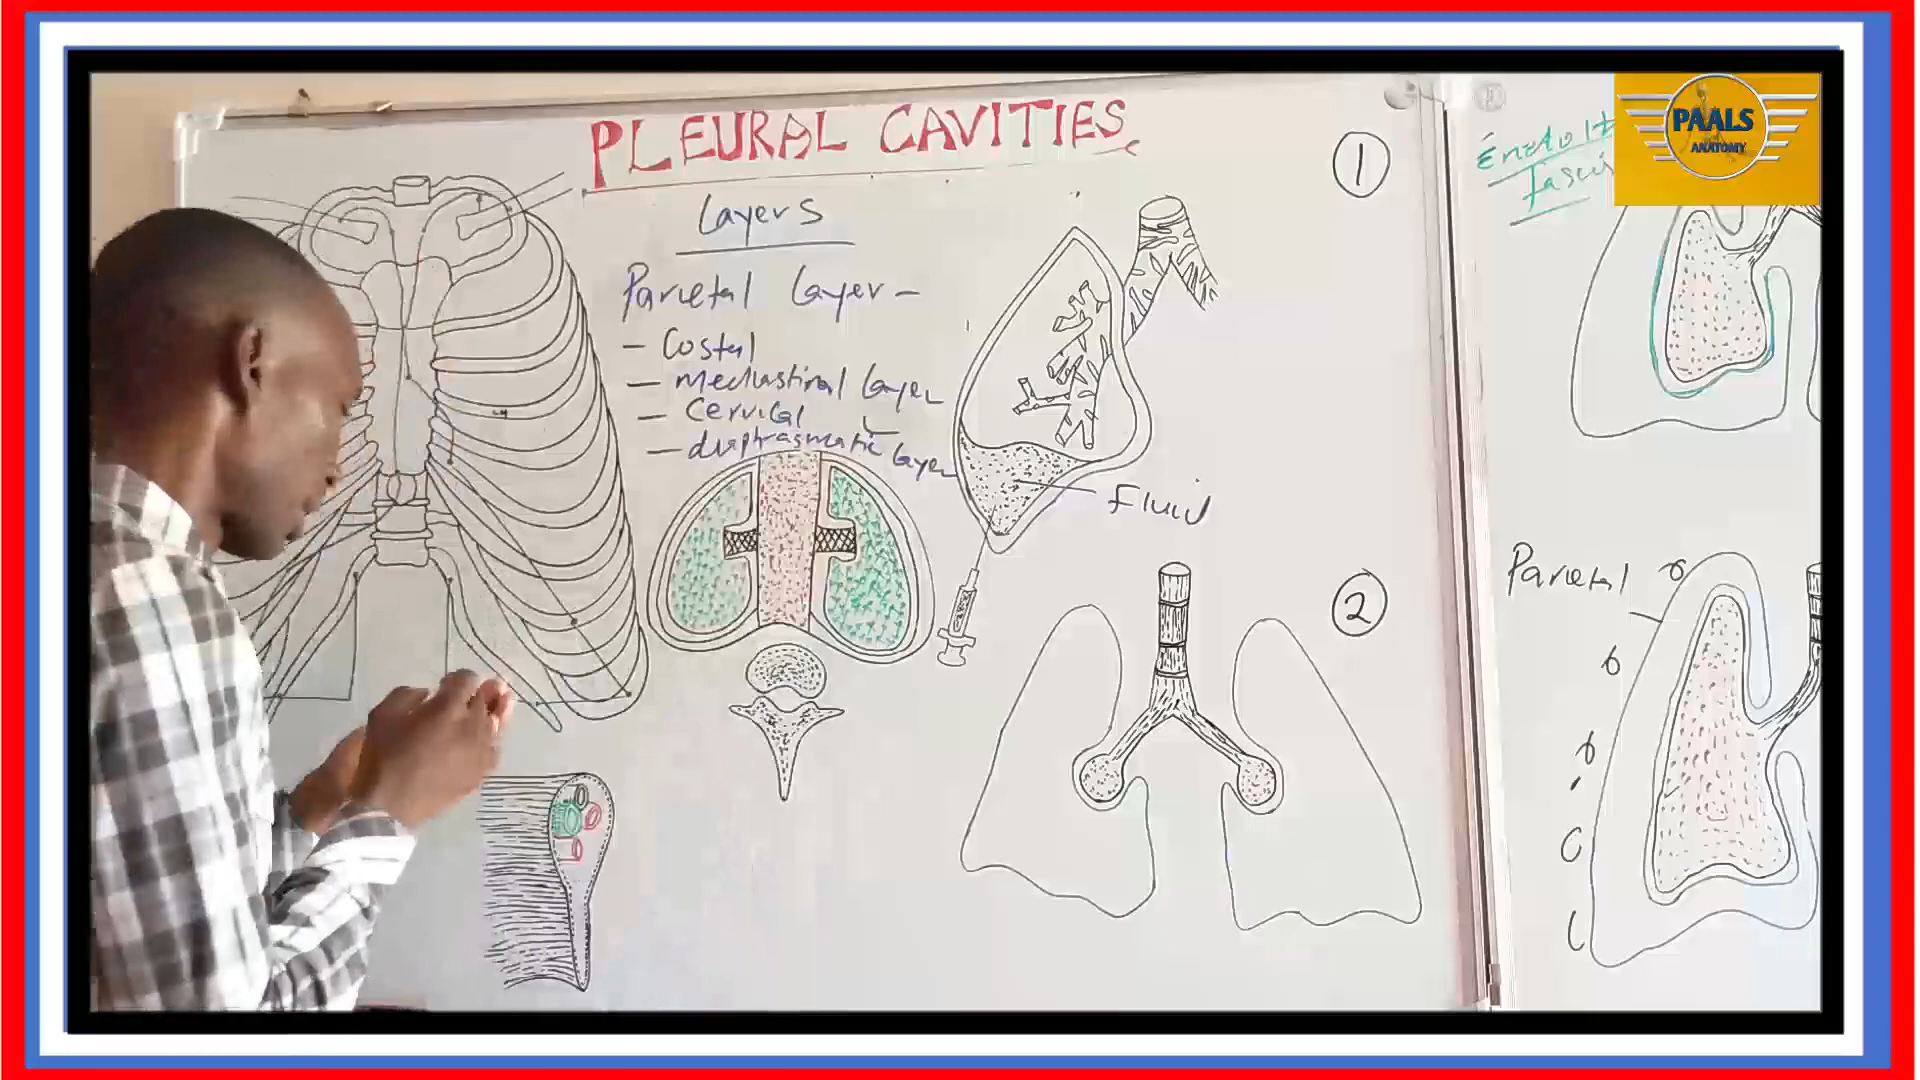 PLEURAL CAVITIES
1
Layers
Parietal Layer -
- Costal
- mediastinal layer
- Cervical L
- diaphragmatic layer
Fluid
2
PAALS
ANATOMY
Parietal